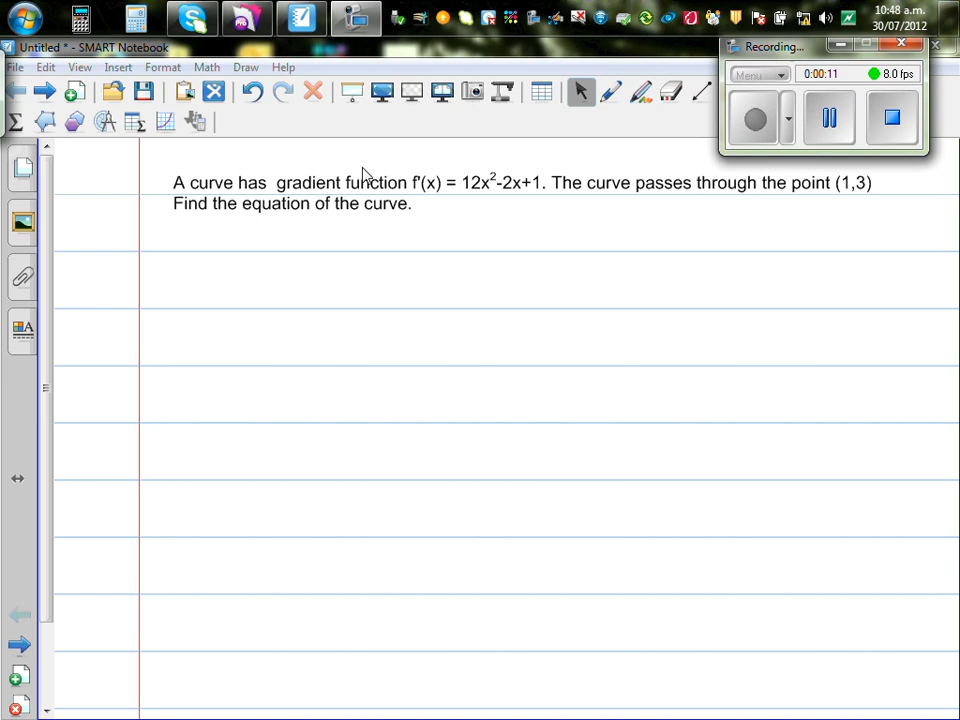 10:48 a.m.
30/07/2012
Untitled * - SMART Notebook
Recording...
File Edit View Insert Format Math Draw Help
Menu 0:00:11 8.0 fps
A curve has gradient function f'(x) = 12x²-2x+1. The curve passes through the point (1,3)
Find the equation of the curve.